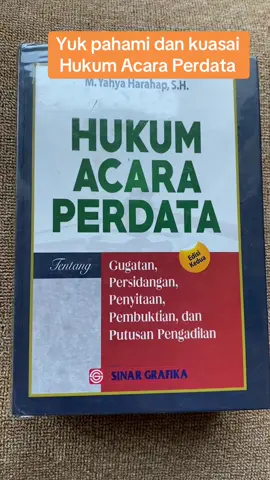 Yuk pahami dan kuasai
Hukum Acara Perdata
M. Yahya Harahap, S.H.
HUKUM
ACARA
PERDATA
Tentang
Edisi
Kedua
Gugatan,
Persidangan,
Penyitaan,
Pembuktian, dan
Putusan Pengadilan
SINAR GRAFIKA